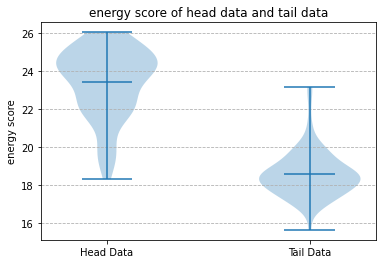 energy score of head data and tail data
energy score
26
24
22
20
18
16
Head Data
Tail Data